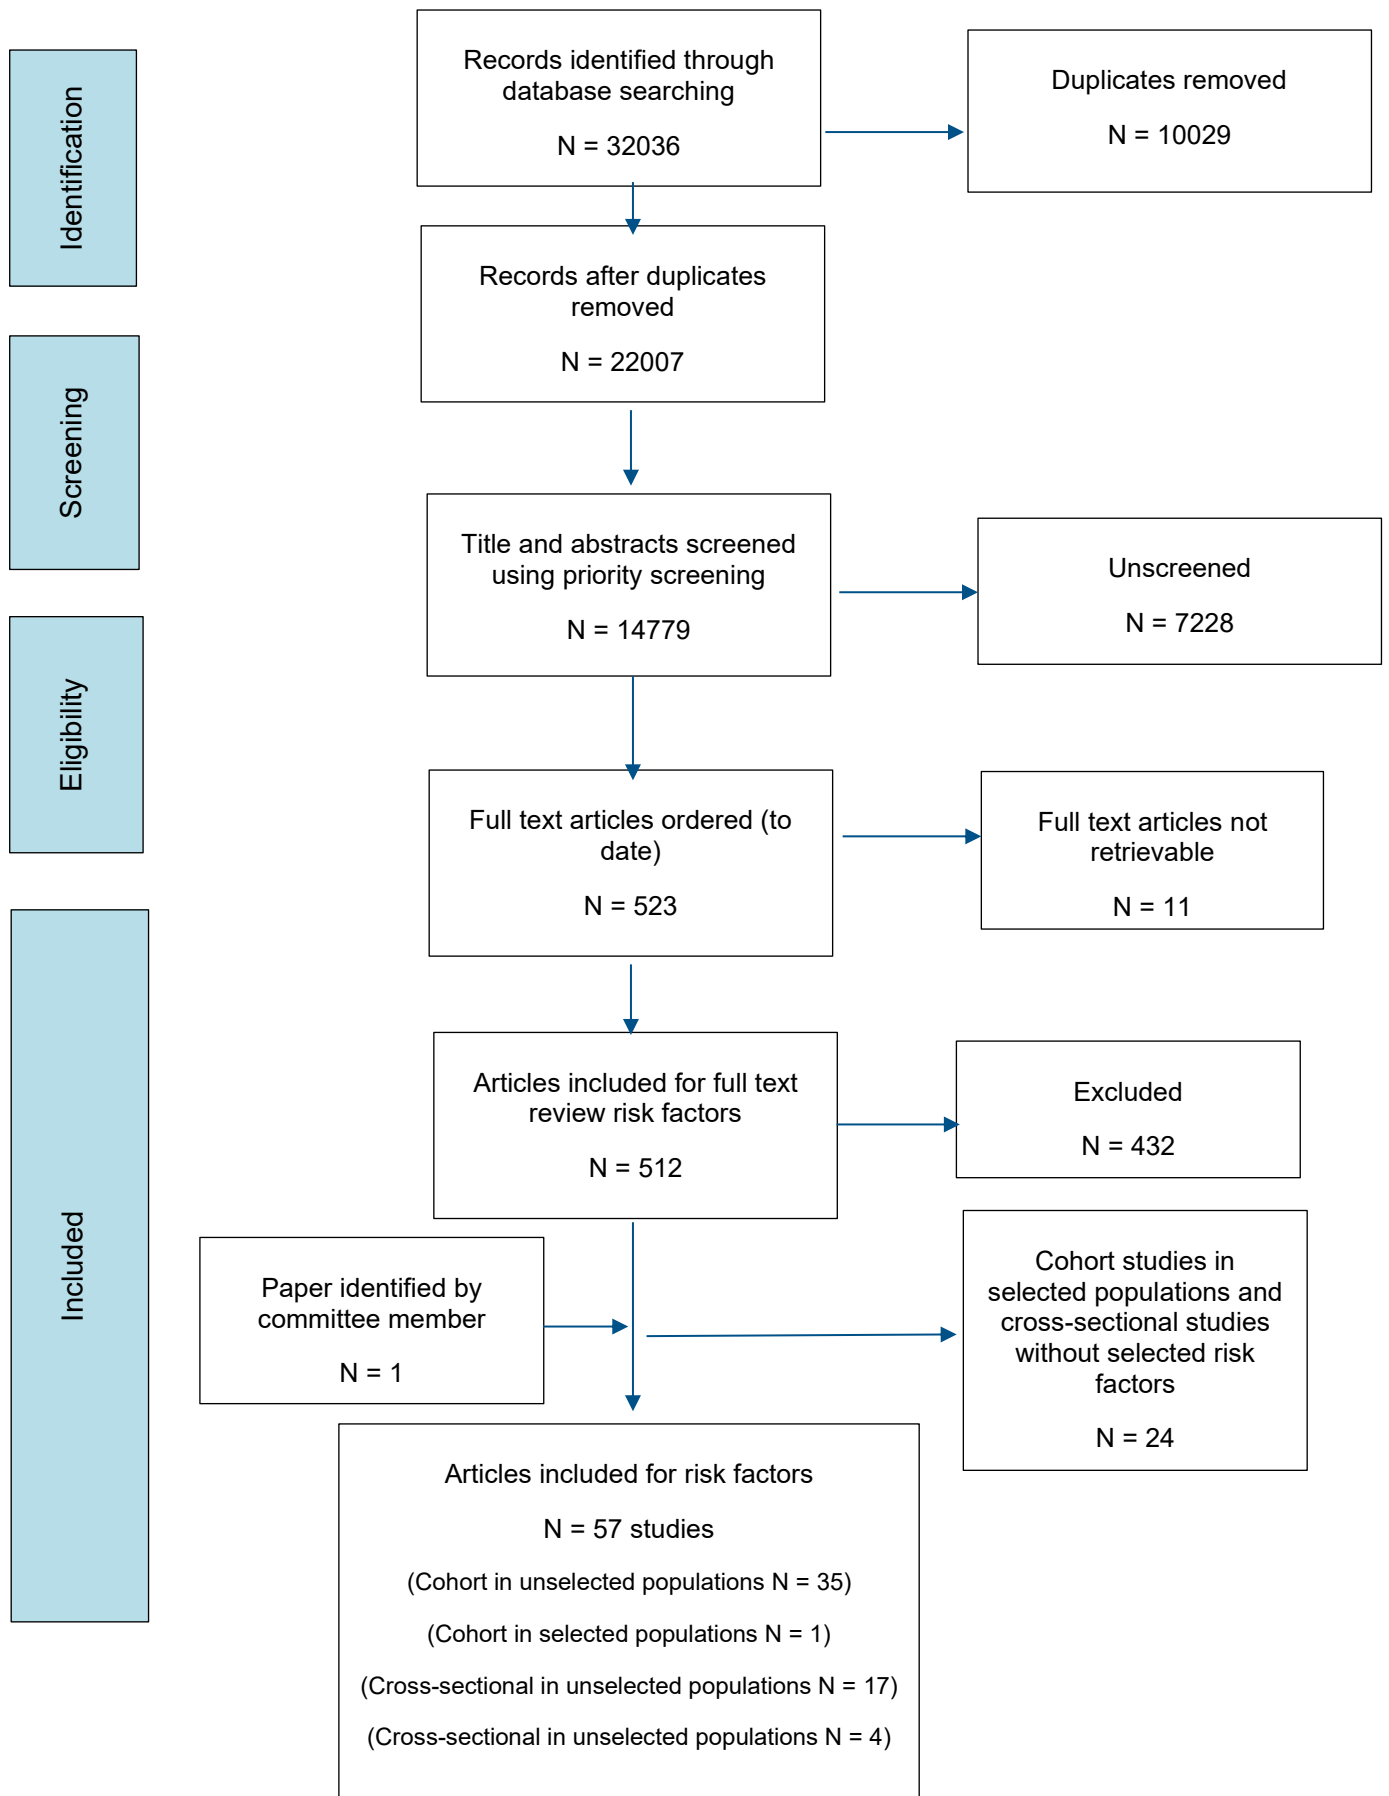 Identification
Records identified through
database searching
N = 32036
Duplicates removed
N = 10029
Records after duplicates
removed
N = 22007
Screening
Title and abstracts screened
using priority screening
N = 14779
Unscreened
N = 7228
Eligibility
Full text articles ordered (to
date)
N = 523
Full text articles not
retrievable
N = 11
Included
Articles included for full text
review risk factors
N = 512
Excluded
N = 432
Paper identified by
committee member
N = 1
Cohort studies in
selected populations and
cross-sectional studies
without selected risk
factors
N = 24
Articles included for risk factors
N = 57 studies
(Cohort in unselected populations N = 35)
(Cohort in selected populations N = 1)
(Cross-sectional in unselected populations N = 17)
(Cross-sectional in unselected populations N = 4)